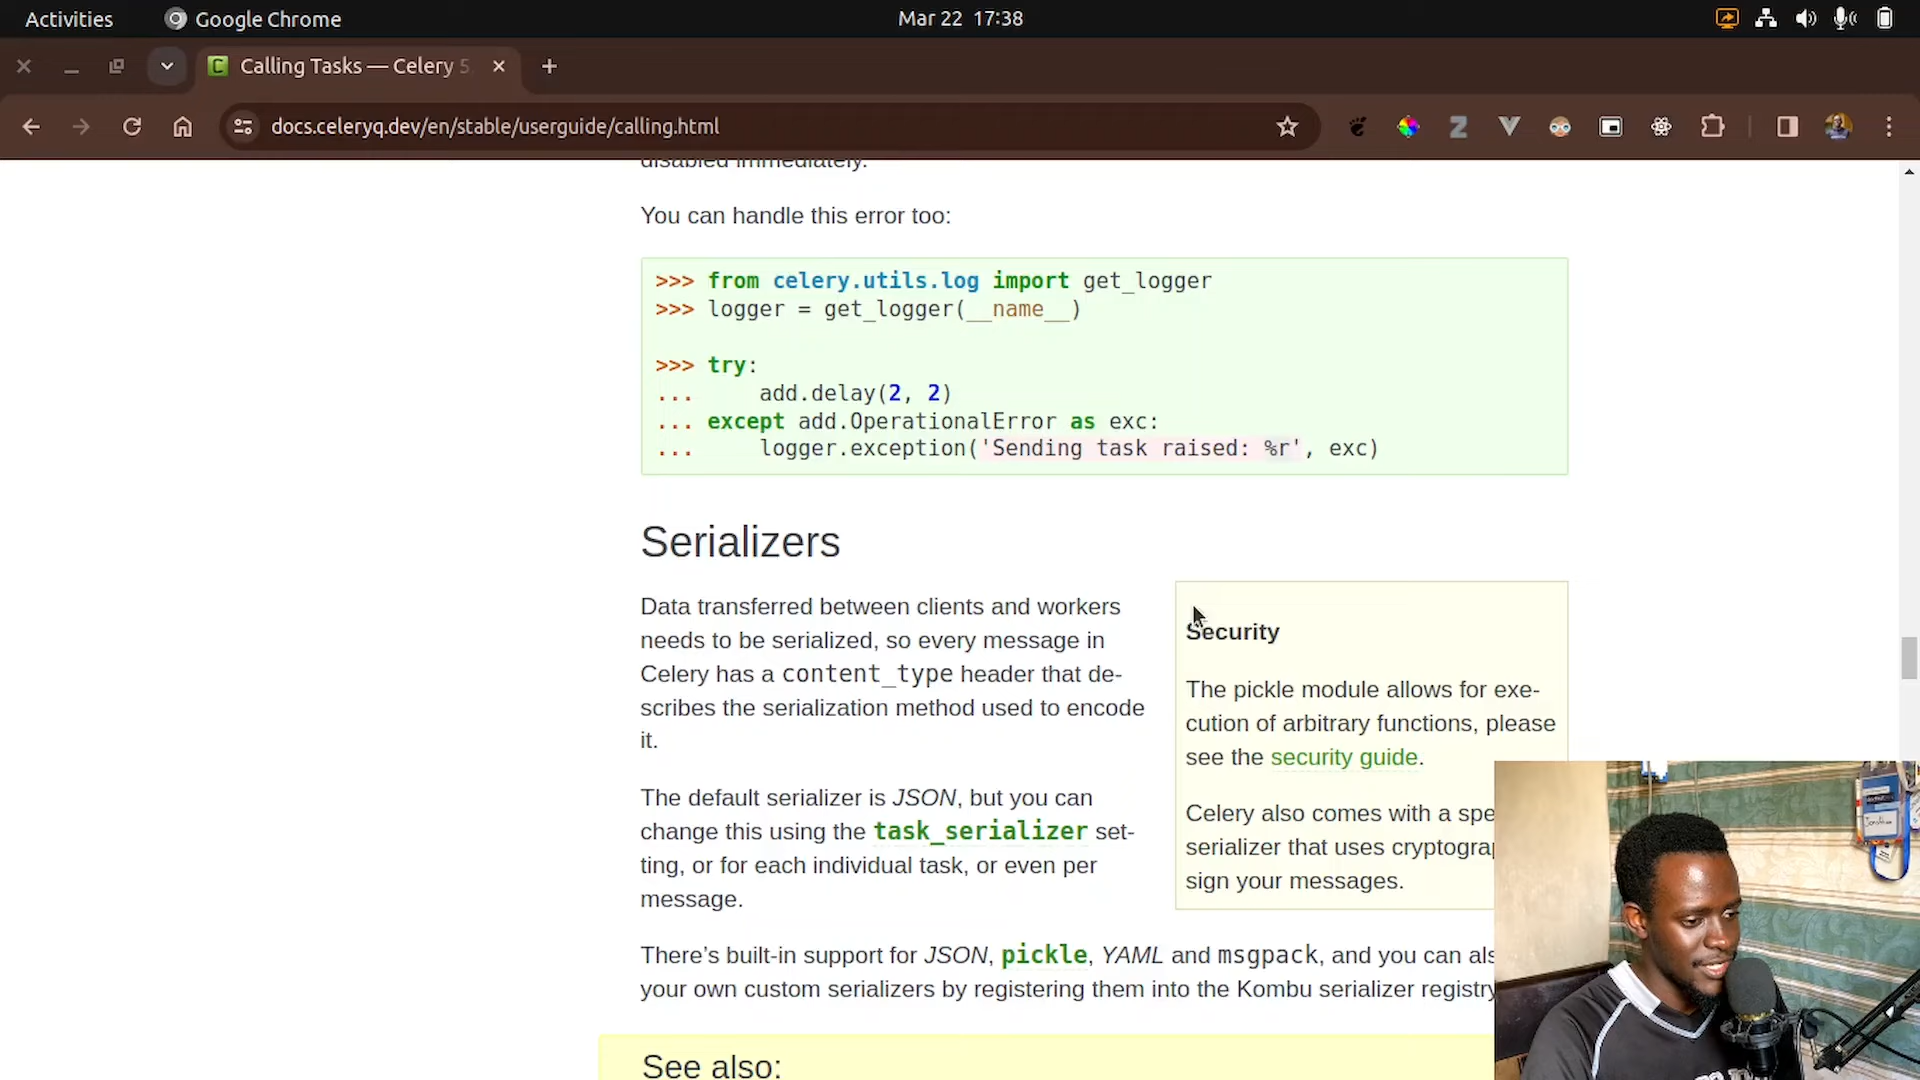 Activities
Google Chrome
Mar 22 17:38
Calling Tasks — Celery 5
docs.celeryq.dev/en/stable/userguide/calling.html
disabled immediately.
You can handle this error too:
>>> from celery.utils.log import get_logger
>>> logger = get_logger(__name__)
>>> try:
... add.delay(2, 2)
... except add.OperationalError as exc:
... logger.exception('Sending task raised: %r', exc)
Serializers
Data transferred between clients and workers
needs to be serialized, so every message in
Celery has a content_type header that de-
scribes the serialization method used to encode
it.
The default serializer is JSON, but you can
change this using the task_serializer set-
ting, or for each individual task, or even per
message.
Security
The pickle module allows for exe-
cution of arbitrary functions, please
see the security guide.
Celery also comes with a spe
serializer that uses cryptograp
sign your messages.
There’s built-in support for JSON, pickle, YAML and msgpack, and you can als
your own custom serializers by registering them into the Kombu serializer registry
See also: